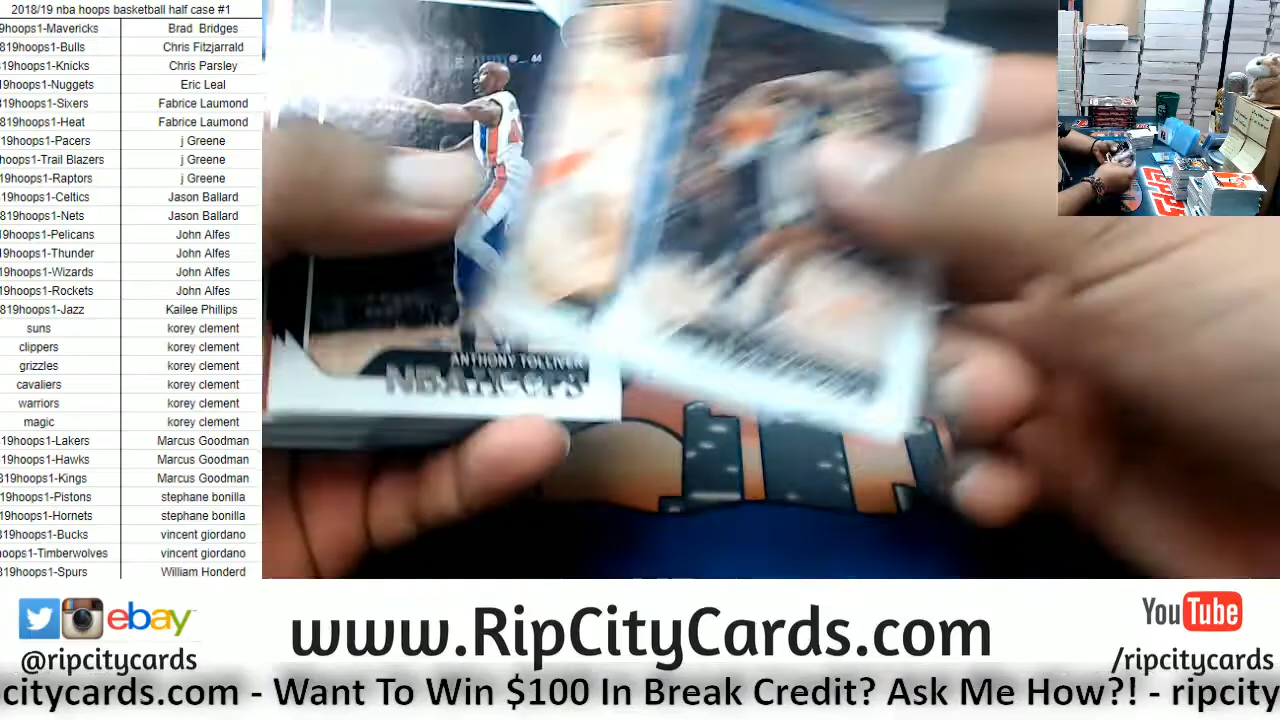 2018/19 nba hoops basketball half case #1
9hoops1-Mavericks Brad Bridges
819hoops1-Bulls Chris Fitzjarrald
819hoops1-Knicks Chris Parsley
19hoops1-Nuggets Eric Leal
819hoops1-Sixers Fabrice Laumond
819hoops1-Heat Fabrice Laumond
19hoops1-Pacers j Greene
hoops1-Trail Blazers j Greene
19hoops1-Raptors j Greene
19hoops1-Celtics Jason Ballard
819hoops1-Nets Jason Ballard
19hoops1-Pelicans John Alfes
19hoops1-Thunder John Alfes
19hoops1-Wizards John Alfes
19hoops1-Rockets John Alfes
819hoops1-Jazz Kailee Phillips
suns korey clement
clippers korey clement
grizzles korey clement
cavaliers korey clement
warriors korey clement
magic korey clement
19hoops1-Lakers Marcus Goodman
19hoops1-Hawks Marcus Goodman
819hoops1-Kings Marcus Goodman
19hoops1-Pistons stephane bonilla
19hoops1-Hornets stephane bonilla
819hoops1-Bucks vincent giordano
hoops1-Timberwolves vincent giordano
819hoops1-Spurs William Honderd
ANTHONY TOLLIVER
NBA HOOPS
ebay
@ripcitycards
www.RipCityCards.com
YouTube
/ripcitycards
citycards.com - Want To Win $100 In Break Credit? Ask Me How?! - ripcity